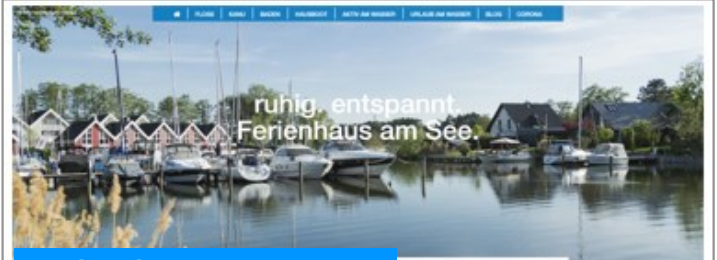 FLOSS KANU BADEN HAUSBOOT AKTIV AM WASSER URLAUB AM WASSER BLOG CORONA
ruhig. entspannt.
Ferienhaus am See.